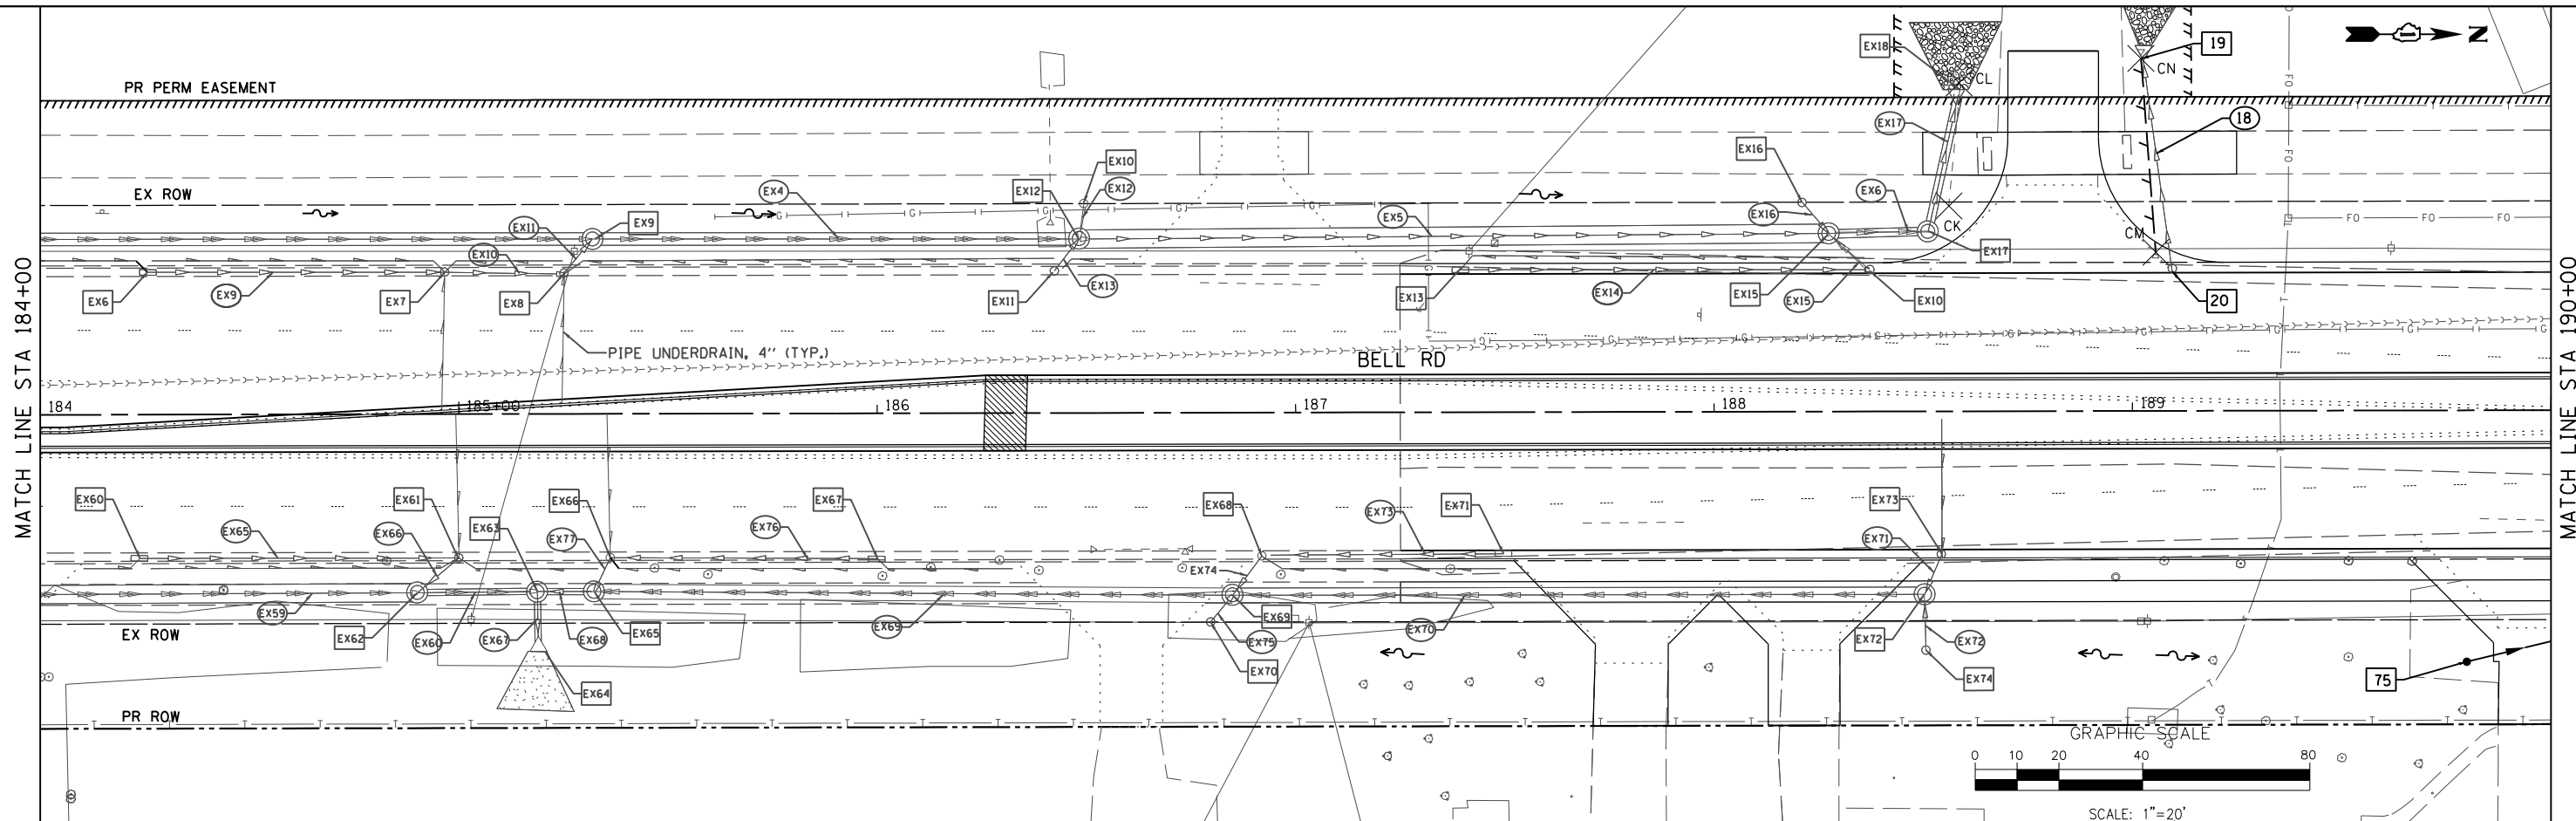 19
EX18
CL
CN
N
PR PERM EASEMENT
FO
18
EX17
EX10
EX16
EX12
EX12
EX4
EX6
FO
EX ROW
G G G G G
EX9
EX11
EX5
EX16
FO FO FO
CK
CM
EX10
EX17
EX13
EX6
EX9
EX7
EX8
EX11
EX13
EX14
EX15
EX15
EX10
20
G
PIPE UNDERDRAIN, 4" (TYP.)
BELL RD
MATCH LINE STA 184+00
MATCH LINE STA 190+00
184
185+00
186
187
188
189
EX60
EX61
EX66
EX67
EX68
EX71
EX73
EX73
EX65
EX66
EX63
EX77
EX76
EX71
EX74
EX59
EX62
EX60
EX67
EX68
EX65
EX69
EX69
EX75
EX70
EX72
EX72
EX ROW
EX70
EX74
EX64
75
PR ROW
GRAPHIC SCALE
0 10 20 40 80
SCALE: 1"=20'